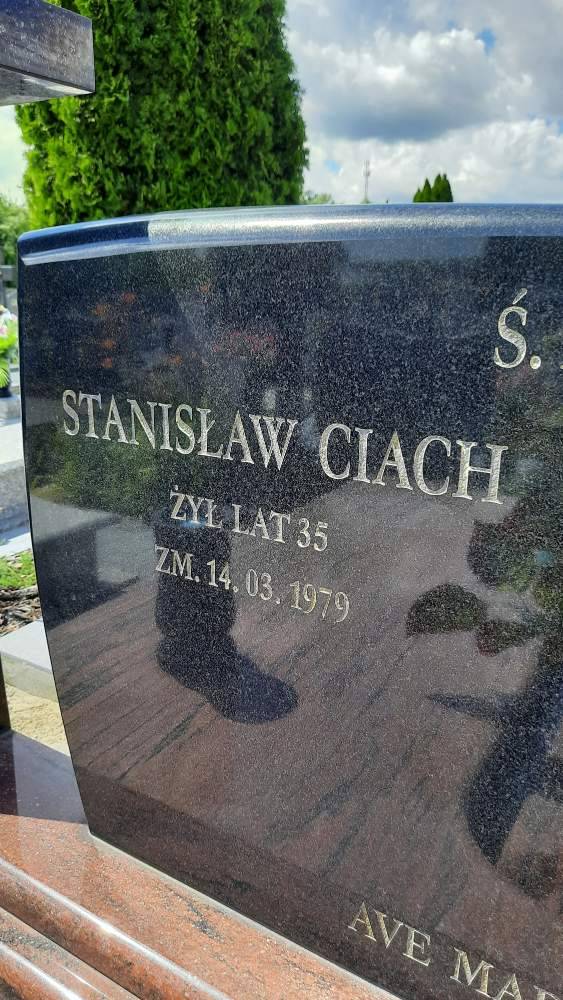 Ś.
STANISŁAW CIACH
ŻYŁ LAT 35
ZM. 14. 03. 1979
AVE